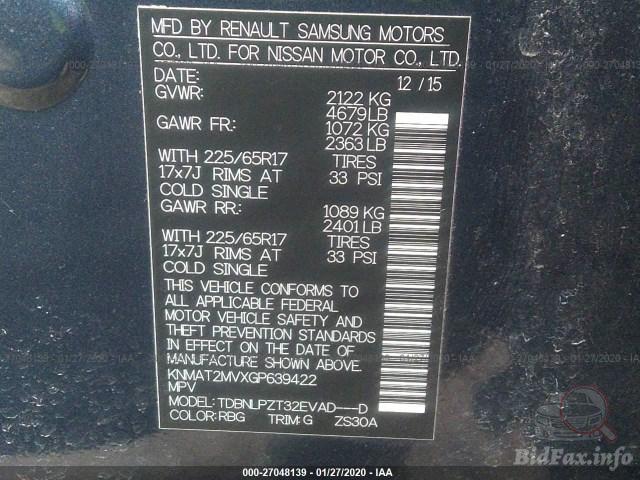 MFD BY RENAULT SAMSUNG MOTORS
CO., LTD. FOR NISSAN MOTOR CO., LTD.
DATE: 12 / 15
GVWR: 2122 KG
4679 LB
GAWR FR: 1072 KG
2363 LB
WITH 225/65R17 TIRES
17x7J RIMS AT 33 PSI
COLD SINGLE
GAWR RR: 1089 KG
2401 LB
WITH 225/65R17 TIRES
17x7J RIMS AT 33 PSI
COLD SINGLE
THIS VEHICLE CONFORMS TO
ALL APPLICABLE FEDERAL
MOTOR VEHICLE SAFETY AND
THEFT PREVENTION STANDARDS
IN EFFECT ON THE DATE OF
MANUFACTURE SHOWN ABOVE.
KNMAT2MVXGP639422
MPV
MODEL: TDBNLPZT32EVAD---D
COLOR: RBG TRIM: G ZS30A
000-27048139 - 01/27/2020 - IAA
BidFax.info